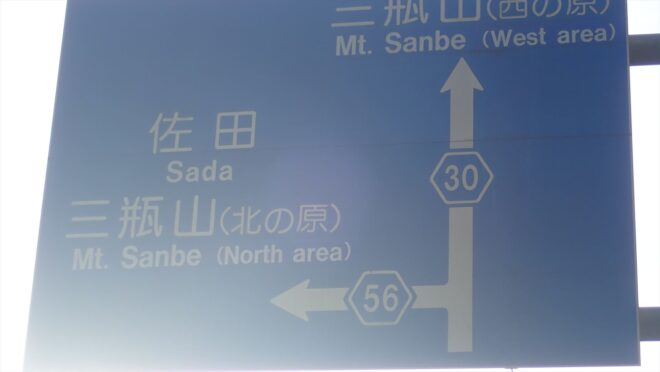 三瓶山(西の原)
Mt. Sanbe (West area)
佐田
Sada
三瓶山(北の原)
Mt. Sanbe (North area)
30
56